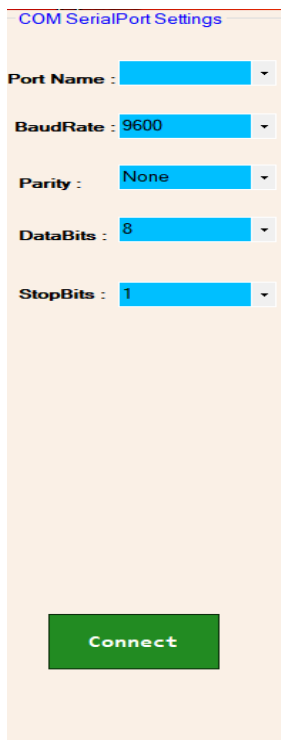 COM SerialPort Settings
Port Name :
BaudRate : 9600
Parity : None
DataBits : 8
StopBits : 1
Connect